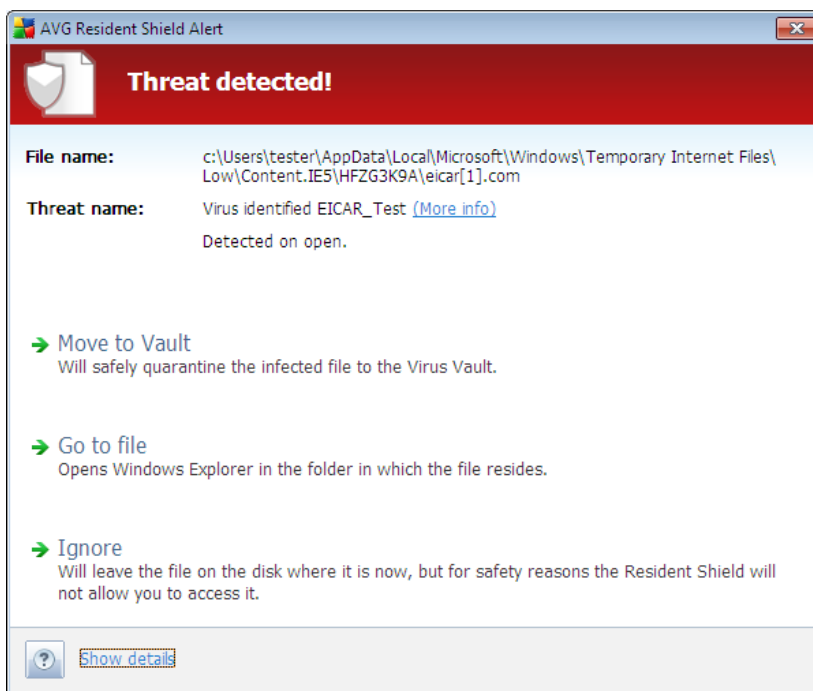 AVG Resident Shield Alert
Threat detected!
File name: c:\Users\tester\AppData\Local\Microsoft\Windows\Temporary Internet Files\
Low\Content.IE5\HFZG3K9A\eicar[1].com
Threat name: Virus identified EICAR_Test (More info)
Detected on open.
Move to Vault
Will safely quarantine the infected file to the Virus Vault.
Go to file
Opens Windows Explorer in the folder in which the file resides.
Ignore
Will leave the file on the disk where it is now, but for safety reasons the Resident Shield will
not allow you to access it.
? Show details